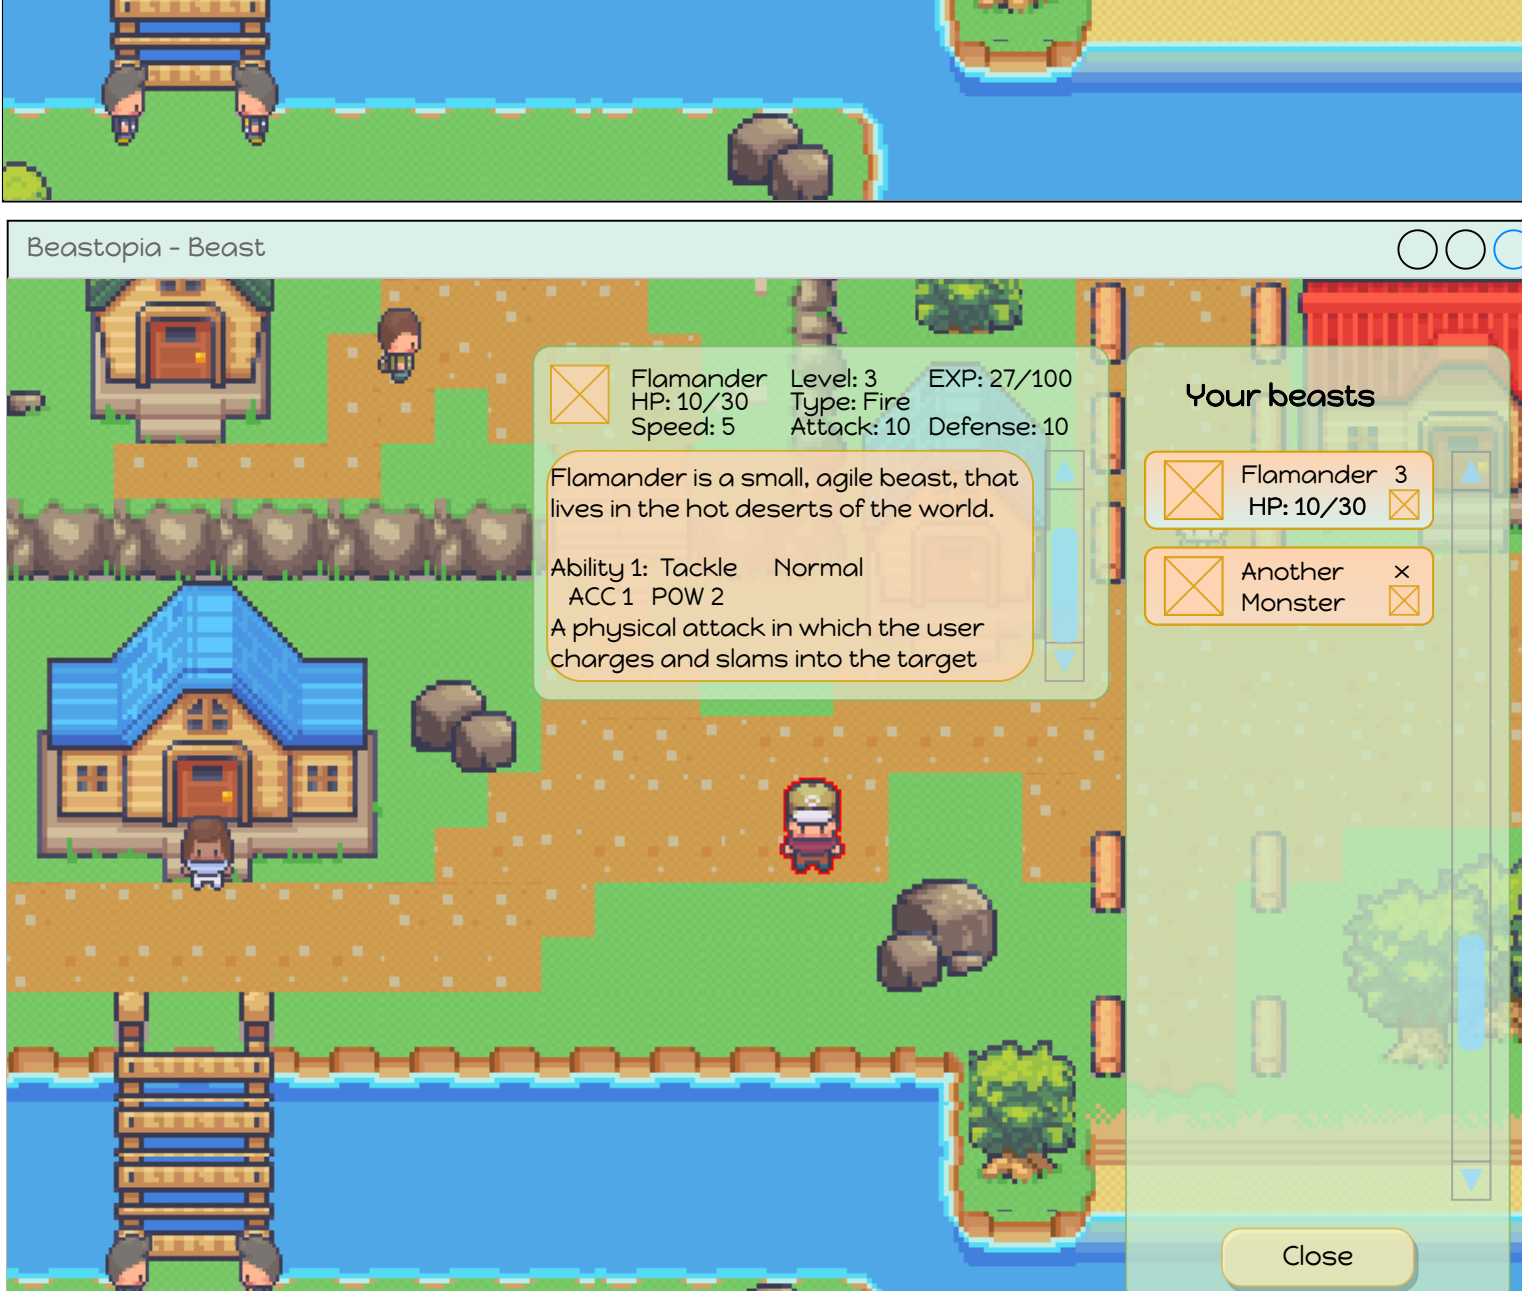 Beastopia - Beast
Flamander Level: 3 EXP: 27/100
HP: 10/30 Type: Fire
Speed: 5 Attack: 10 Defense: 10
Flamander is a small, agile beast, that
lives in the hot deserts of the world.
Ability 1: Tackle Normal
ACC 1 POW 2
A physical attack in which the user
charges and slams into the target
Your beasts
Flamander 3
HP: 10/30
Another ×
Monster
Close